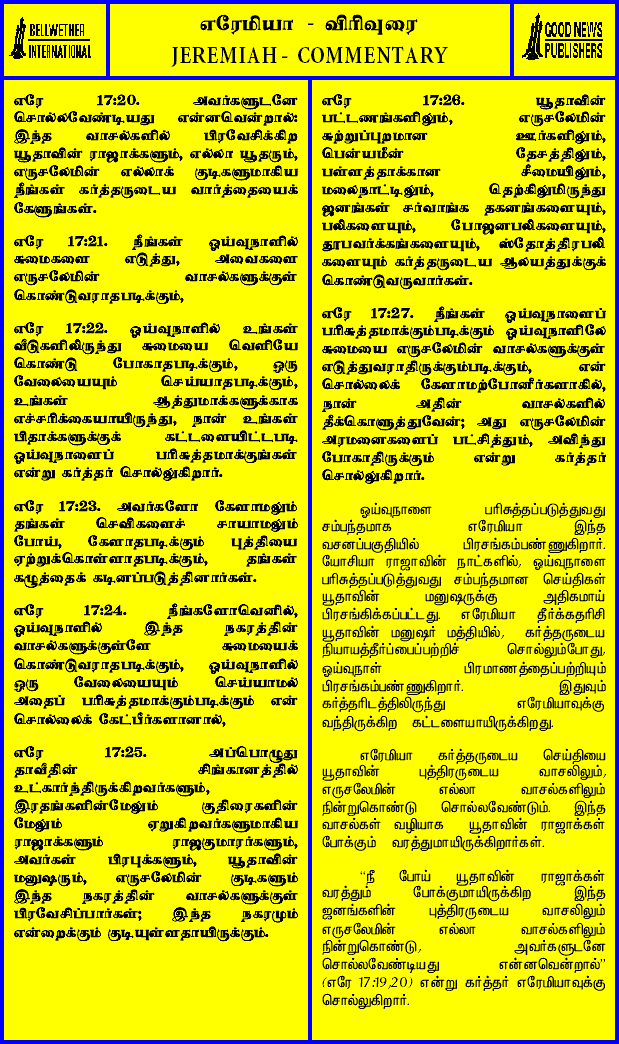 BELLWETHER
INTERNATIONAL
எரேமியா - விரிவுரை
JEREMIAH - COMMENTARY
GOOD NEWS
PUBLISHERS
எரே 17:20. அவர்களுடனே
சொல்லவேண்டியது என்னவென்றால்:
இந்த வாசல்களில் பிரவேசிக்கிற
யூதாவின் ராஜாக்களும், எல்லா யூதரும்,
எருசலேமின் எல்லாக் குடிகளுமாகிய
நீங்கள் கர்த்தருடைய வார்த்தையைக்
கேளுங்கள்.
எரே 17:21. நீங்கள் ஓய்வுநாளில்
சுமைகளை எடுத்து, அவைகளை
எருசலேமின் வாசல்களுக்குள்
கொண்டுவராதபடிக்கும்,
எரே 17:22. ஓய்வுநாளில் உங்கள்
வீடுகளிலிருந்து சுமையை வெளியே
கொண்டு போகாதபடிக்கும், ஒரு
வேலையையும் செய்யாதபடிக்கும்,
உங்கள் ஆத்துமாக்களுக்காக
எச்சரிக்கையாயிருந்து, நான் உங்கள்
பிதாக்களுக்குக் கட்டளையிட்டபடி
ஓய்வுநாளைப் பரிசுத்தமாக்குங்கள்
என்று கர்த்தர் சொல்லுகிறார்.
எரே 17:23. அவர்களோ கேளாமலும்
தங்கள் செவிகளைச் சாயாமலும்
போய், கேளாதபடிக்கும் புத்தியை
ஏற்றுக்கொள்ளாதபடிக்கும், தங்கள்
கழுத்தைக் கடினப்படுத்தினார்கள்.
எரே 17:24. நீங்களோவெனில்,
ஓய்வுநாளில் இந்த நகரத்தின்
வாசல்களுக்குள்ளே சுமையைக்
கொண்டுவராதபடிக்கும், ஓய்வுநாளில்
ஒரு வேலையையும் செய்யாமல்
அதைப் பரிசுத்தமாக்கும்படிக்கும் என்
சொல்லைக் கேட்பீர்களானால்,
எரே 17:25. அப்பொழுது
தாவீதின் சிங்கானத்தில்
உட்கார்ந்திருக்கிறவர்களும்,
இரதங்களின்மேலும் குதிரைகளின்
மேலும் ஏறுகிறவர்களுமாகிய
ராஜாக்களும் ராஜகுமாரர்களும்,
அவர்கள் பிரபுக்களும், யூதாவின்
மனுஷரும், எருசலேமின் குடிகளும்
இந்த நகரத்தின் வாசல்களுக்குள்
பிரவேசிப்பார்கள்; இந்த நகரமும்
என்றைக்கும் குடியுள்ளதாயிருக்கும்.
எரே 17:26. யூதாவின்
பட்டணங்களிலும், எருசலேமின்
சுற்றுப்புறமான ஊர்களிலும்,
பென்யமீன் தேசத்திலும்,
பள்ளத்தாக்கான சீமையிலும்,
மலைநாட்டிலும், தெற்கிலுமிருந்து
ஜனங்கள் சர்வாங்க தகனங்களையும்,
பலிகளையும், போஜனபலிகளையும்,
தூபவர்க்கங்களையும், ஸ்தோத்திரபலி
களையும் கர்த்தருடைய ஆலயத்துக்குக்
கொண்டுவருவார்கள்.
எரே 17:27. நீங்கள் ஓய்வுநாளைப்
பரிசுத்தமாக்கும்படிக்கும் ஓய்வுநாளிலே
சுமையை எருசலேமின் வாசல்களுக்குள்
எடுத்துவராதிருக்கும்படிக்கும், என்
சொல்லைக் கேளாமற்போனீர்களாகில்,
நான் அதின் வாசல்களில்
தீக்கொளுத்துவேன்; அது எருசலேமின்
அரமனைகளைப் பட்சித்தும், அவிந்து
போகாதிருக்கும் என்று கர்த்தர்
சொல்லுகிறார்.
ஓய்வுநாளை பரிசுத்தப்படுத்துவது
சம்பந்தமாக எரேமியா இந்த
வசனப்பகுதியில் பிரசங்கம்பண்ணுகிறார்.
யோசியா ராஜாவின் நாட்களில், ஓய்வுநாளை
பரிசுத்தப்படுத்துவது சம்பந்தமான செய்திகள்
யூதாவின் மனுஷருக்கு அதிகமாய்
பிரசங்கிக்கப்பட்டது. எரேமியா தீர்க்கதரிசி
யூதாவின் மனுஷர் மத்தியில், கர்த்தருடைய
நியாயத்தீர்ப்பைப்பற்றிச் சொல்லும்போது,
ஓய்வுநாள் பிரமாணத்தைப்பற்றியும்
பிரசங்கம்பண்ணுகிறார். இதுவும்
கர்த்தரிடத்திலிருந்து எரேமியாவுக்கு
வந்திருக்கிற கட்டளையாயிருக்கிறது.
எரேமியா கர்த்தருடைய செய்தியை
யூதாவின் புத்திரருடைய வாசலிலும்,
எருசலேமின் எல்லா வாசல்களிலும்
நின்றுகொண்டு சொல்லவேண்டும். இந்த
வாசல்கள் வழியாக யூதாவின் ராஜாக்கள்
போக்கும் வரத்துமாயிருக்கிறார்கள்.
"நீ போய் யூதாவின் ராஜாக்கள்
வரத்தும் போக்குமாயிருக்கிற இந்த
ஜனங்களின் புத்திரருடைய வாசலிலும்
எருசலேமின் எல்லா வாசல்களிலும்
நின்றுகொண்டு, அவர்களுடனே
சொல்லவேண்டியது என்னவென்றால்"
(எரே 17:19,20) என்று கர்த்தர் எரேமியாவுக்கு
சொல்லுகிறார்.